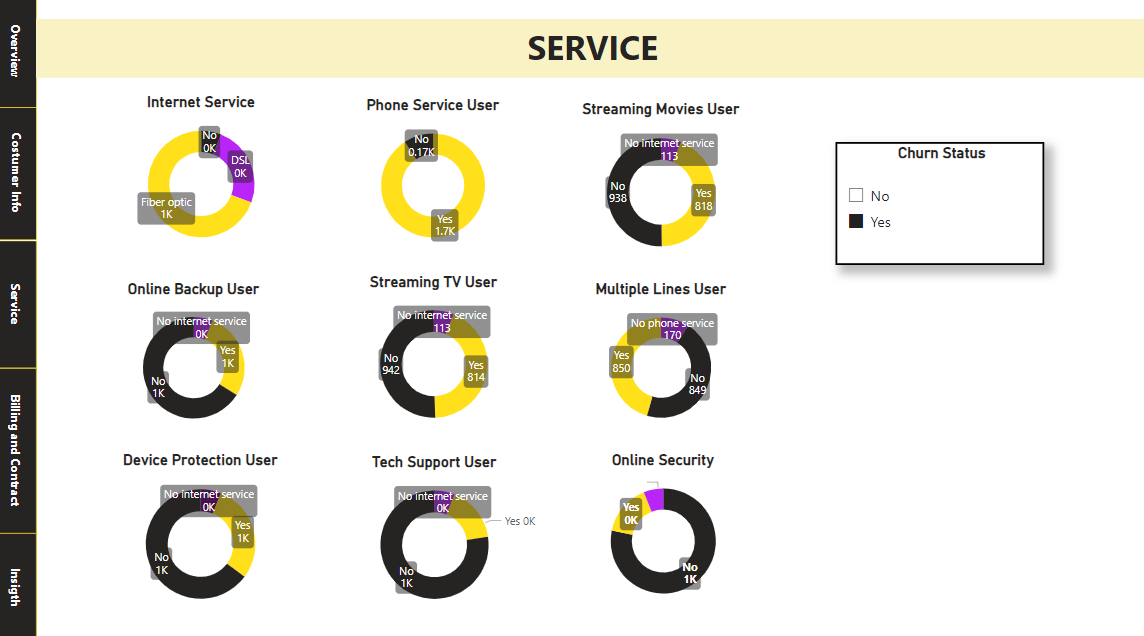 Overview
Costumer Info
Service
Billing and Contract
Insigth
SERVICE
Internet Service
No
0K
DSL
0K
Fiber optic
1K
Phone Service User
No
0.17K
Yes
1.7K
Streaming Movies User
No internet service
113
No
938
Yes
818
Churn Status
No
Yes
Online Backup User
No internet service
0K
Yes
1K
No
1K
Streaming TV User
No internet service
113
No
942
Yes
814
Multiple Lines User
No phone service
170
Yes
850
No
849
Device Protection User
No internet service
0K
Yes
1K
No
1K
Tech Support User
No internet service
0K
Yes 0K
No
1K
Online Security
Yes
0K
No
1K